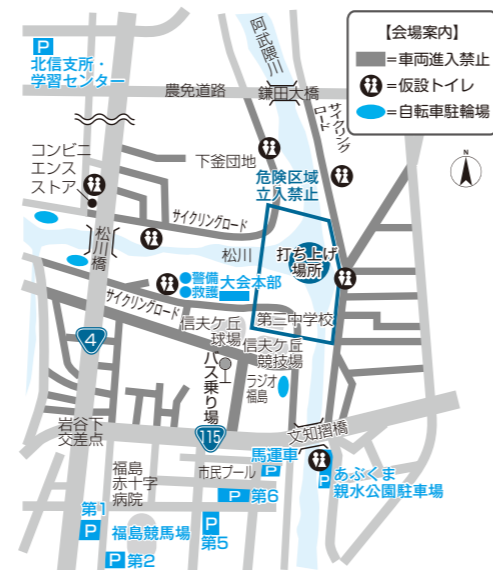 【会場案内】
=車両進入禁止
=仮設トイレ
=自転車駐輪場
N
P
北信支所・
学習センター
阿武隈川
農免道路
鎌田大橋
サイクリング
ロード
コンビニ
エンス
ストア
下釜団地
危険区域
立入禁止
サイクリングロード
松川橋
松川
打ち上げ
場所
警備
救護
大会本部
サイクリングロード
第三中学校
信夫ケ丘
球場
信夫ケ丘
競技場
4
バス乗り場
ラジオ
福島
岩谷下
交差点
115
文知摺橋
馬運車
P
福島
赤十字
病院
市民プール
P
第6
P
あぶくま
親水公園駐車場
第1
P
福島競馬場
P
第5
P
第2